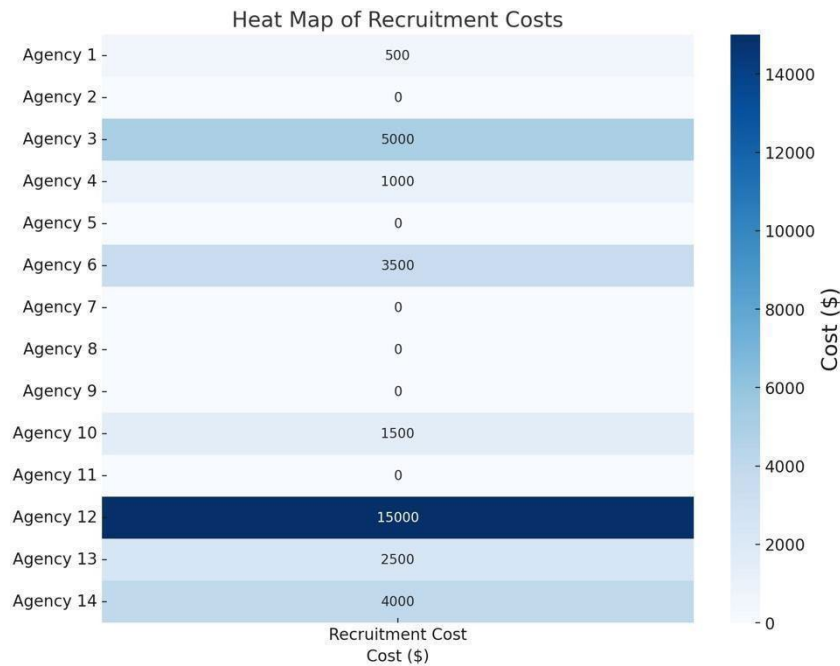 Heat Map of Recruitment Costs
Agency 1
500
Agency 2
0
Agency 3
5000
Agency 4
1000
Agency 5
0
Agency 6
3500
Agency 7
0
Agency 8
0
Agency 9
0
Agency 10
1500
Agency 11
0
Agency 12
15000
Agency 13
2500
Agency 14
4000
Recruitment Cost
Cost ($)
14000
12000
10000
8000
6000
4000
2000
0
Cost ($)